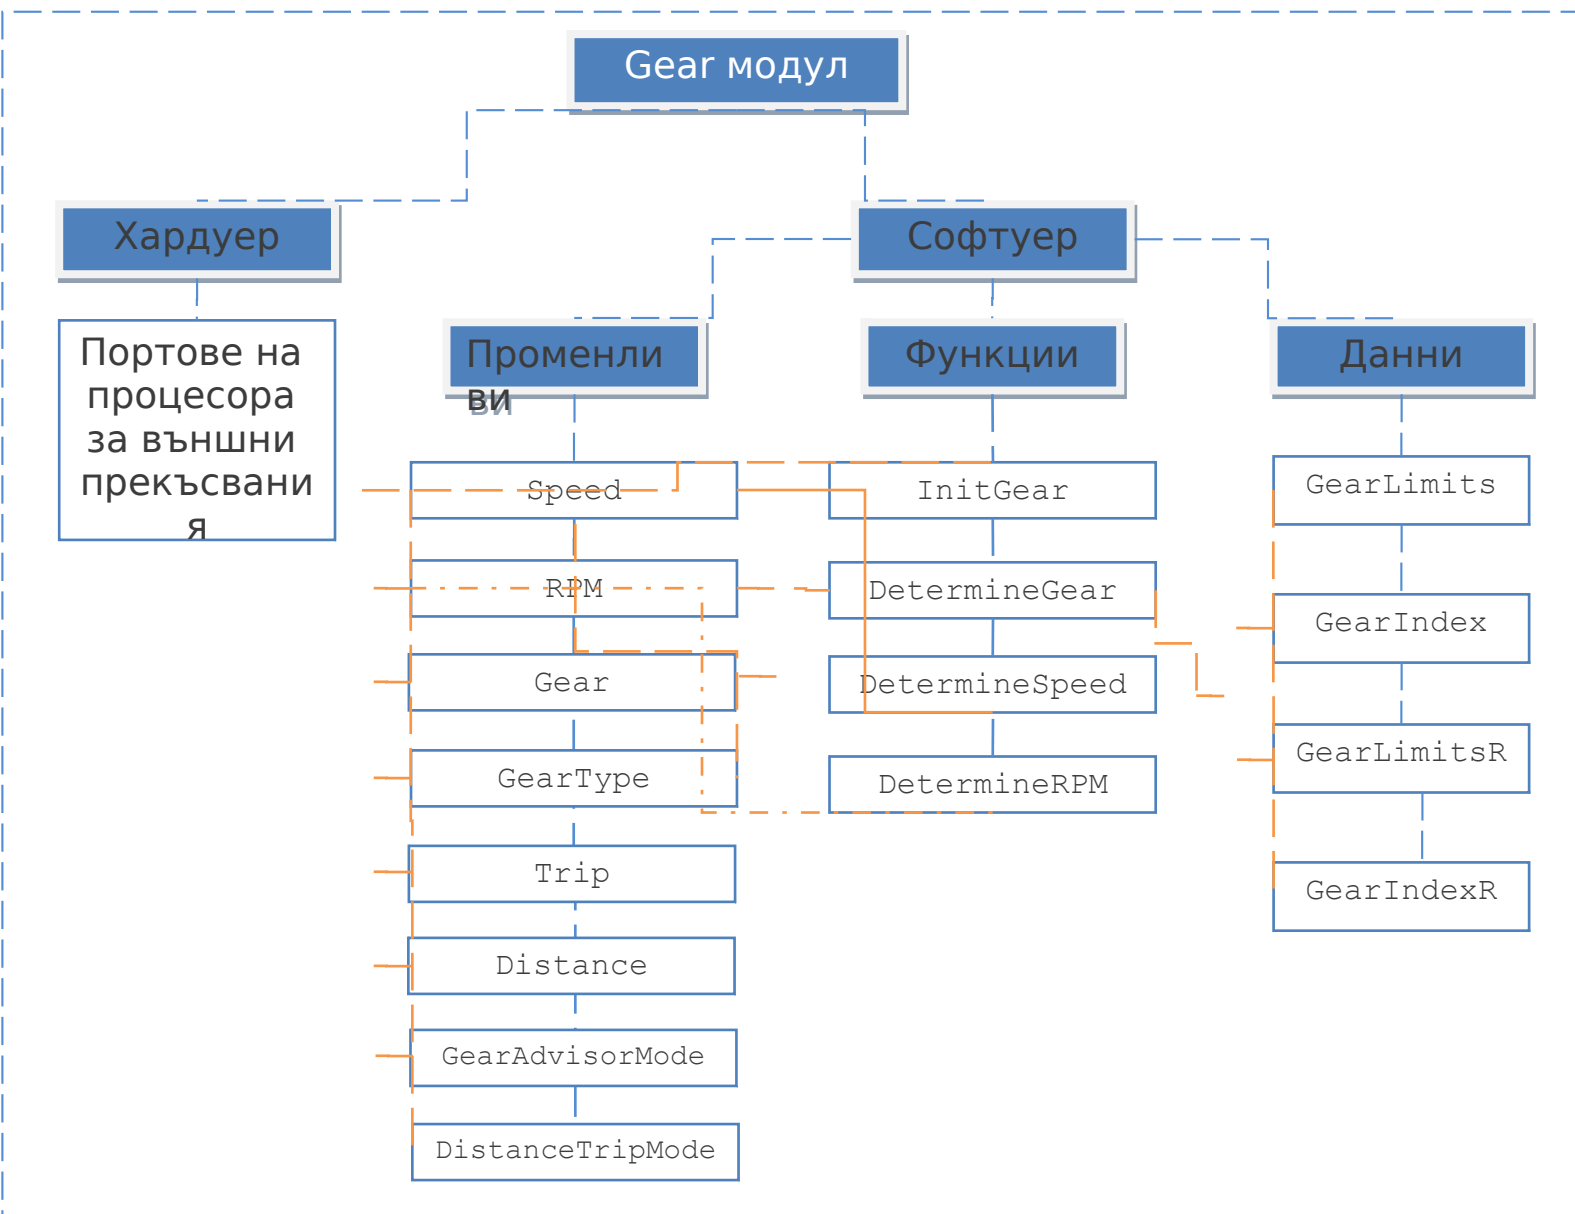 Gear модул
Хардуер
Софтуер
Портове на
процесора
за външни
прекъсвани
я
Променли
ви
Функции
Данни
Speed
RPM
Gear
GearType
Trip
Distance
GearAdvisorMode
DistanceTripMode
InitGear
DetermineGear
DetermineSpeed
DetermineRPM
GearLimits
GearIndex
GearLimitsR
GearIndexR